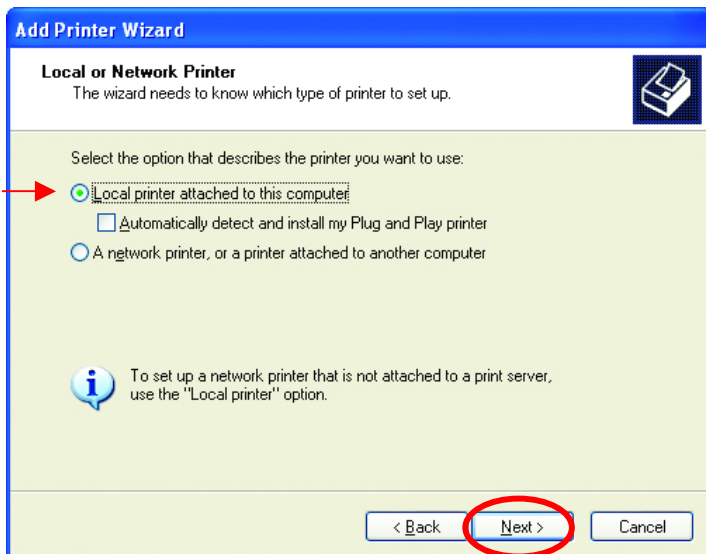 Add Printer Wizard
Local or Network Printer
The wizard needs to know which type of printer to set up.
Select the option that describes the printer you want to use:
Local printer attached to this computer
Automatically detect and install my Plug and Play printer
A network printer, or a printer attached to another computer
To set up a network printer that is not attached to a print server,
use the "Local printer" option.
< Back
Next >
Cancel